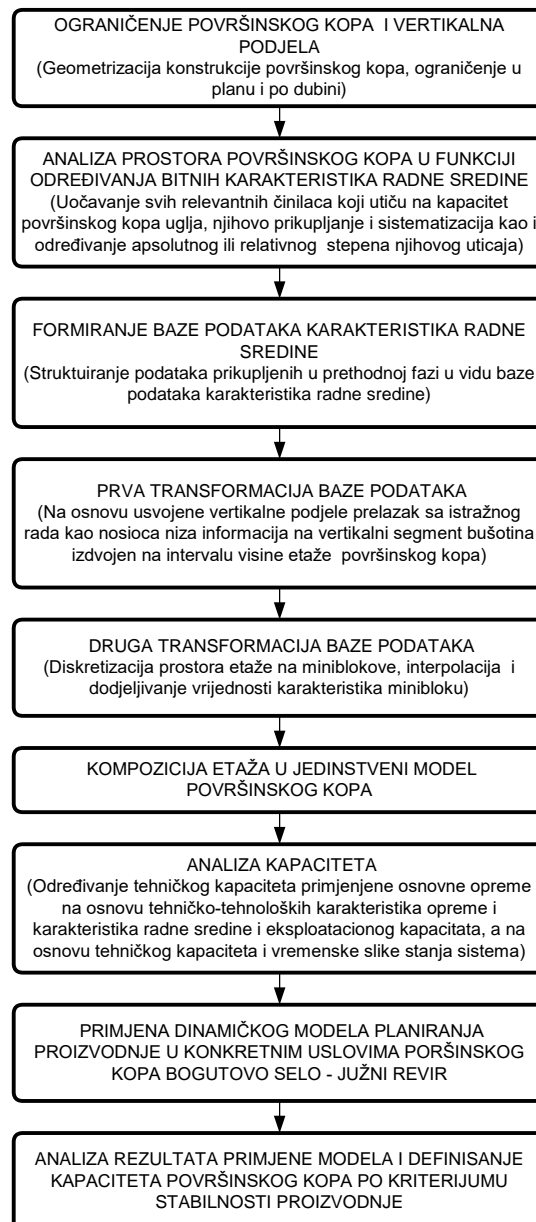 OGRANIČENJE POVRŠINSKOG KOPA I VERTIKALNA
PODJELA
(Geometrizacija konstrukcije površinskog kopa, ograničenje u
planu i po dubini)
ANALIZA PROSTORA POVRŠINSKOG KOPA U FUNKCIJI
ODREĐIVANJA BITNIH KARAKTERISTIKA RADNE SREDINE
(Uočavanje svih relevantnih činilaca koji utiču na kapacitet
površinskog kopa uglja, njihovo prikupljanje i sistematizacija kao i
određivanje apsolutnog ili relativnog stepena njihovog uticaja)
FORMIRANJE BAZE PODATAKA KARAKTERISTIKA RADNE
SREDINE
(Struktuiranje podataka prikupljenih u prethodnoj fazi u vidu baze
podataka karakteristika radne sredine)
PRVA TRANSFORMACIJA BAZE PODATAKA
(Na osnovu usvojene vertikalne podjele prelazak sa istražnog
rada kao nosioca niza informacija na vertikalni segment bušotina
izdvojen na intervalu visine etaže površinskog kopa)
DRUGA TRANSFORMACIJA BAZE PODATAKA
(Diskretizacija prostora etaže na miniblokove, interpolacija i
dodjeljivanje vrijednosti karakteristika minibloku)
KOMPOZICIJA ETAŽA U JEDINSTVENI MODEL
POVRŠINSKOG KOPA
ANALIZA KAPACITETA
(Određivanje tehničkog kapaciteta primjenjene osnovne opreme
na osnovu tehničko-tehnoloških karakteristika opreme i
karakteristika radne sredine i eksploatacionog kapacitata, a na
osnovu tehničkog kapaciteta i vremenske slike stanja sistema)
PRIMJENA DINAMIČKOG MODELA PLANIRANJA
PROIZVODNJE U KONKRETNIM USLOVIMA PORŠINSKOG
KOPA BOGUTOVO SELO - JUŽNI REVIR
ANALIZA REZULTATA PRIMJENE MODELA I DEFINISANJE
KAPACITETA POVRŠINSKOG KOPA PO KRITERIJUMU
STABILNOSTI PROIZVODNJE